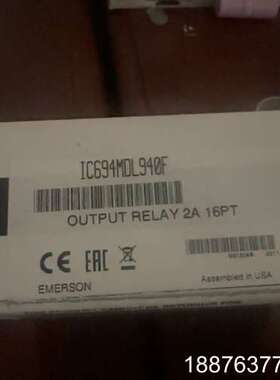 IC694MDL940F
OUTPUT RELAY 2A 16PT
CE EAC
Assembled in USA
EMERSON
18876377